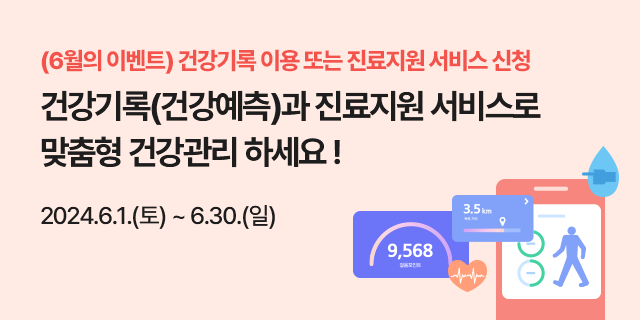 (6월의 이벤트) 건강기록 이용 또는 진료지원 서비스 신청
건강기록(건강예측)과 진료지원 서비스로
맞춤형 건강관리 하세요 !
2024.6.1.(토) ~ 6.30.(일)
3.5 km
9,568